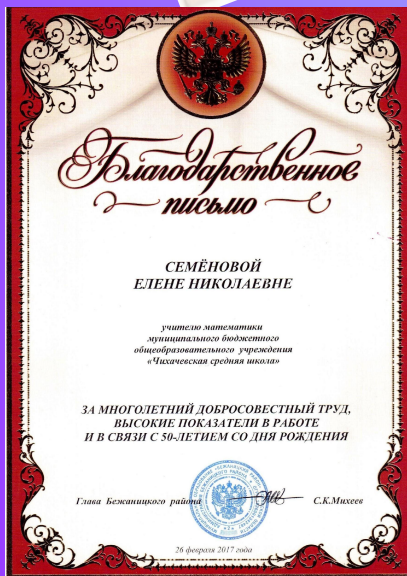 Благодарственное
письмо
СЕМЁНОВОЙ
ЕЛЕНЕ НИКОЛАЕВНЕ
учителю математики
муниципального бюджетного
общеобразовательного учреждения
«Чихачевская средняя школа»
ЗА МНОГОЛЕТНИЙ ДОБРОСОВЕСТНЫЙ ТРУД,
ВЫСОКИЕ ПОКАЗАТЕЛИ В РАБОТЕ
И В СВЯЗИ С 50-ЛЕТИЕМ СО ДНЯ РОЖДЕНИЯ
Глава Бежаницкого района С.К.Михеев
26 февраля 2017 года